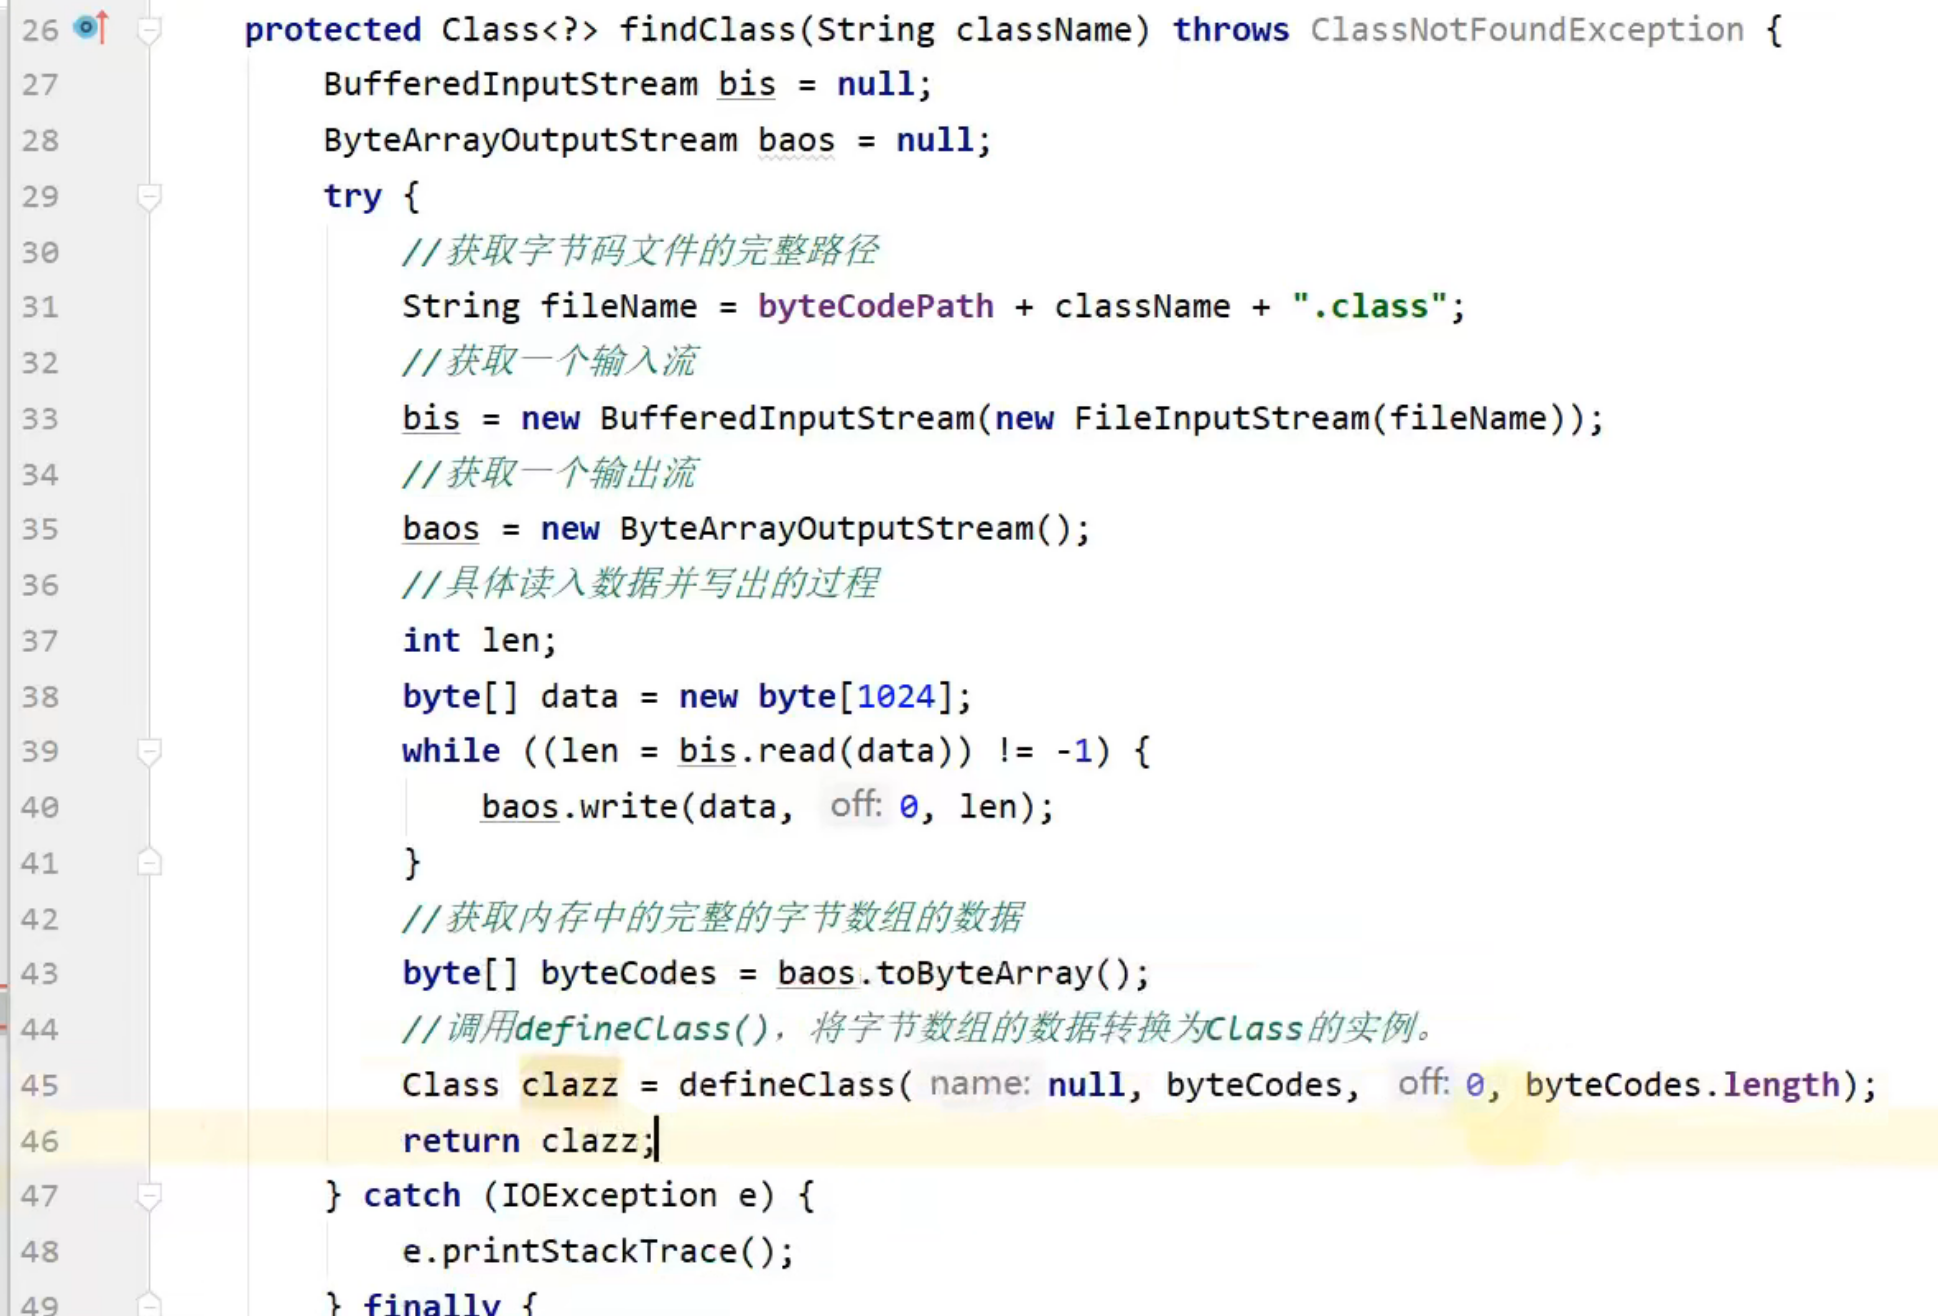 26 protected Class<?> findClass(String className) throws ClassNotFoundException {
27 BufferedInputStream bis = null;
28 ByteArrayOutputStream baos = null;
29 try {
30 //获取字节码文件的完整路径
31 String fileName = byteCodePath + className + ".class";
32 //获取一个输入流
33 bis = new BufferedInputStream(new FileInputStream(fileName));
34 //获取一个输出流
35 baos = new ByteArrayOutputStream();
36 //具体读入数据并写出的过程
37 int len;
38 byte[] data = new byte[1024];
39 while ((len = bis.read(data)) != -1) {
40 baos.write(data, off: 0, len);
41 }
42 //获取内存中的完整的字节数组的数据
43 byte[] byteCodes = baos.toByteArray();
44 //调用defineClass()，将字节数组的数据转换为Class的实例。
45 Class clazz = defineClass( name: null, byteCodes, off: 0, byteCodes.length);
46 return clazz;
47 } catch (IOException e) {
48 e.printStackTrace();
49 } finally {